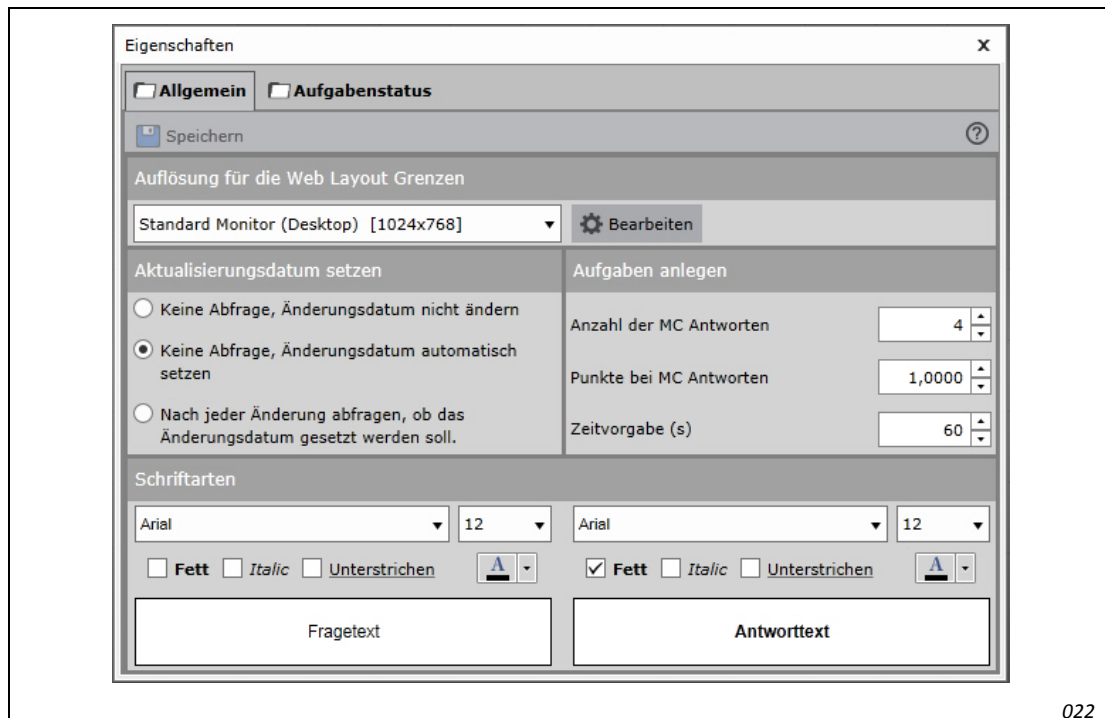 Eigenschaften x
Allgemein Aufgabenstatus
Speichern ?
Auflösung für die Web Layout Grenzen
Standard Monitor (Desktop) [1024x768] Bearbeiten
Aktualisierungsdatum setzen
Keine Abfrage, Änderungsdatum nicht ändern
Keine Abfrage, Änderungsdatum automatisch
setzen
Nach jeder Änderung abfragen, ob das
Änderungsdatum gesetzt werden soll.
Aufgaben anlegen
Anzahl der MC Antworten 4
Punkte bei MC Antworten 1,0000
Zeitvorgabe (s) 60
Schriftarten
Arial 12
Fett Italic Unterstrichen A
Fragetext
Arial 12
Fett Italic Unterstrichen A
Antworttext
022